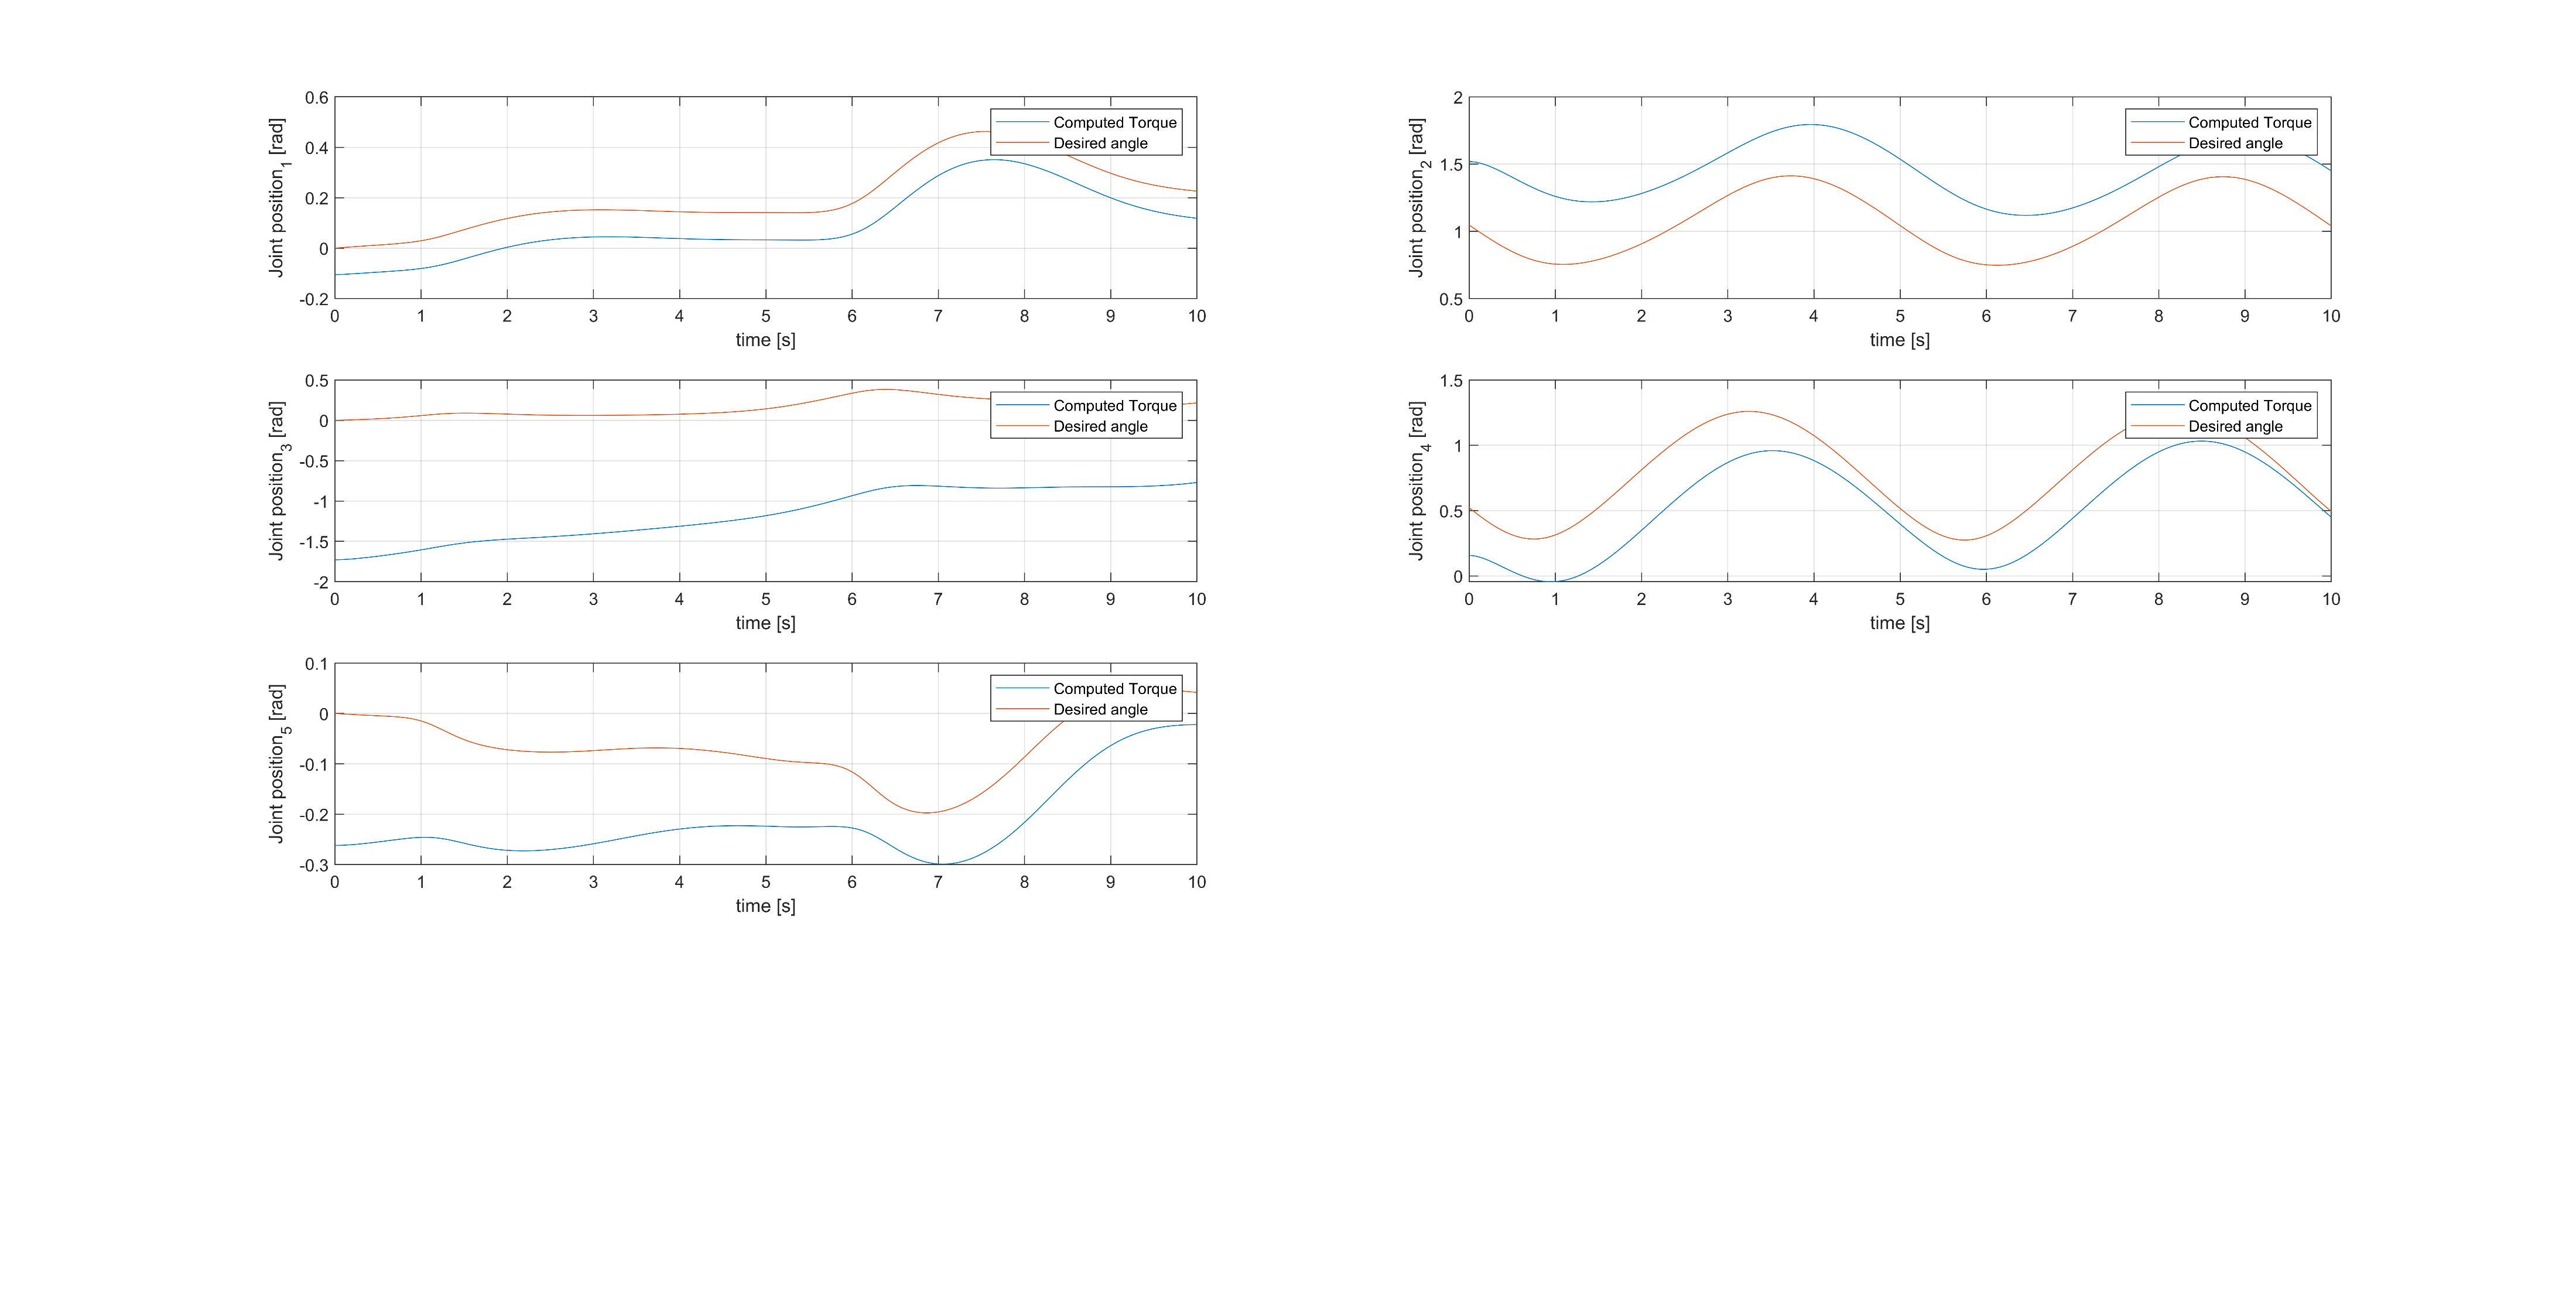 0.6
0.4
0.2
0
-0.2
Joint position1 [rad]
Computed Torque
Desired angle
0 1 2 3 4 5 6 7 8 9 10
time [s]
2
1.5
1
0.5
Joint position2 [rad]
Computed Torque
Desired angle
0 1 2 3 4 5 6 7 8 9 10
time [s]
0.5
0
-0.5
-1
-1.5
-2
Joint position3 [rad]
Computed Torque
Desired angle
0 1 2 3 4 5 6 7 8 9 10
time [s]
1.5
1
0.5
0
Joint position4 [rad]
Computed Torque
Desired angle
0 1 2 3 4 5 6 7 8 9 10
time [s]
0.1
0
-0.1
-0.2
-0.3
Joint position5 [rad]
Computed Torque
Desired angle
0 1 2 3 4 5 6 7 8 9 10
time [s]